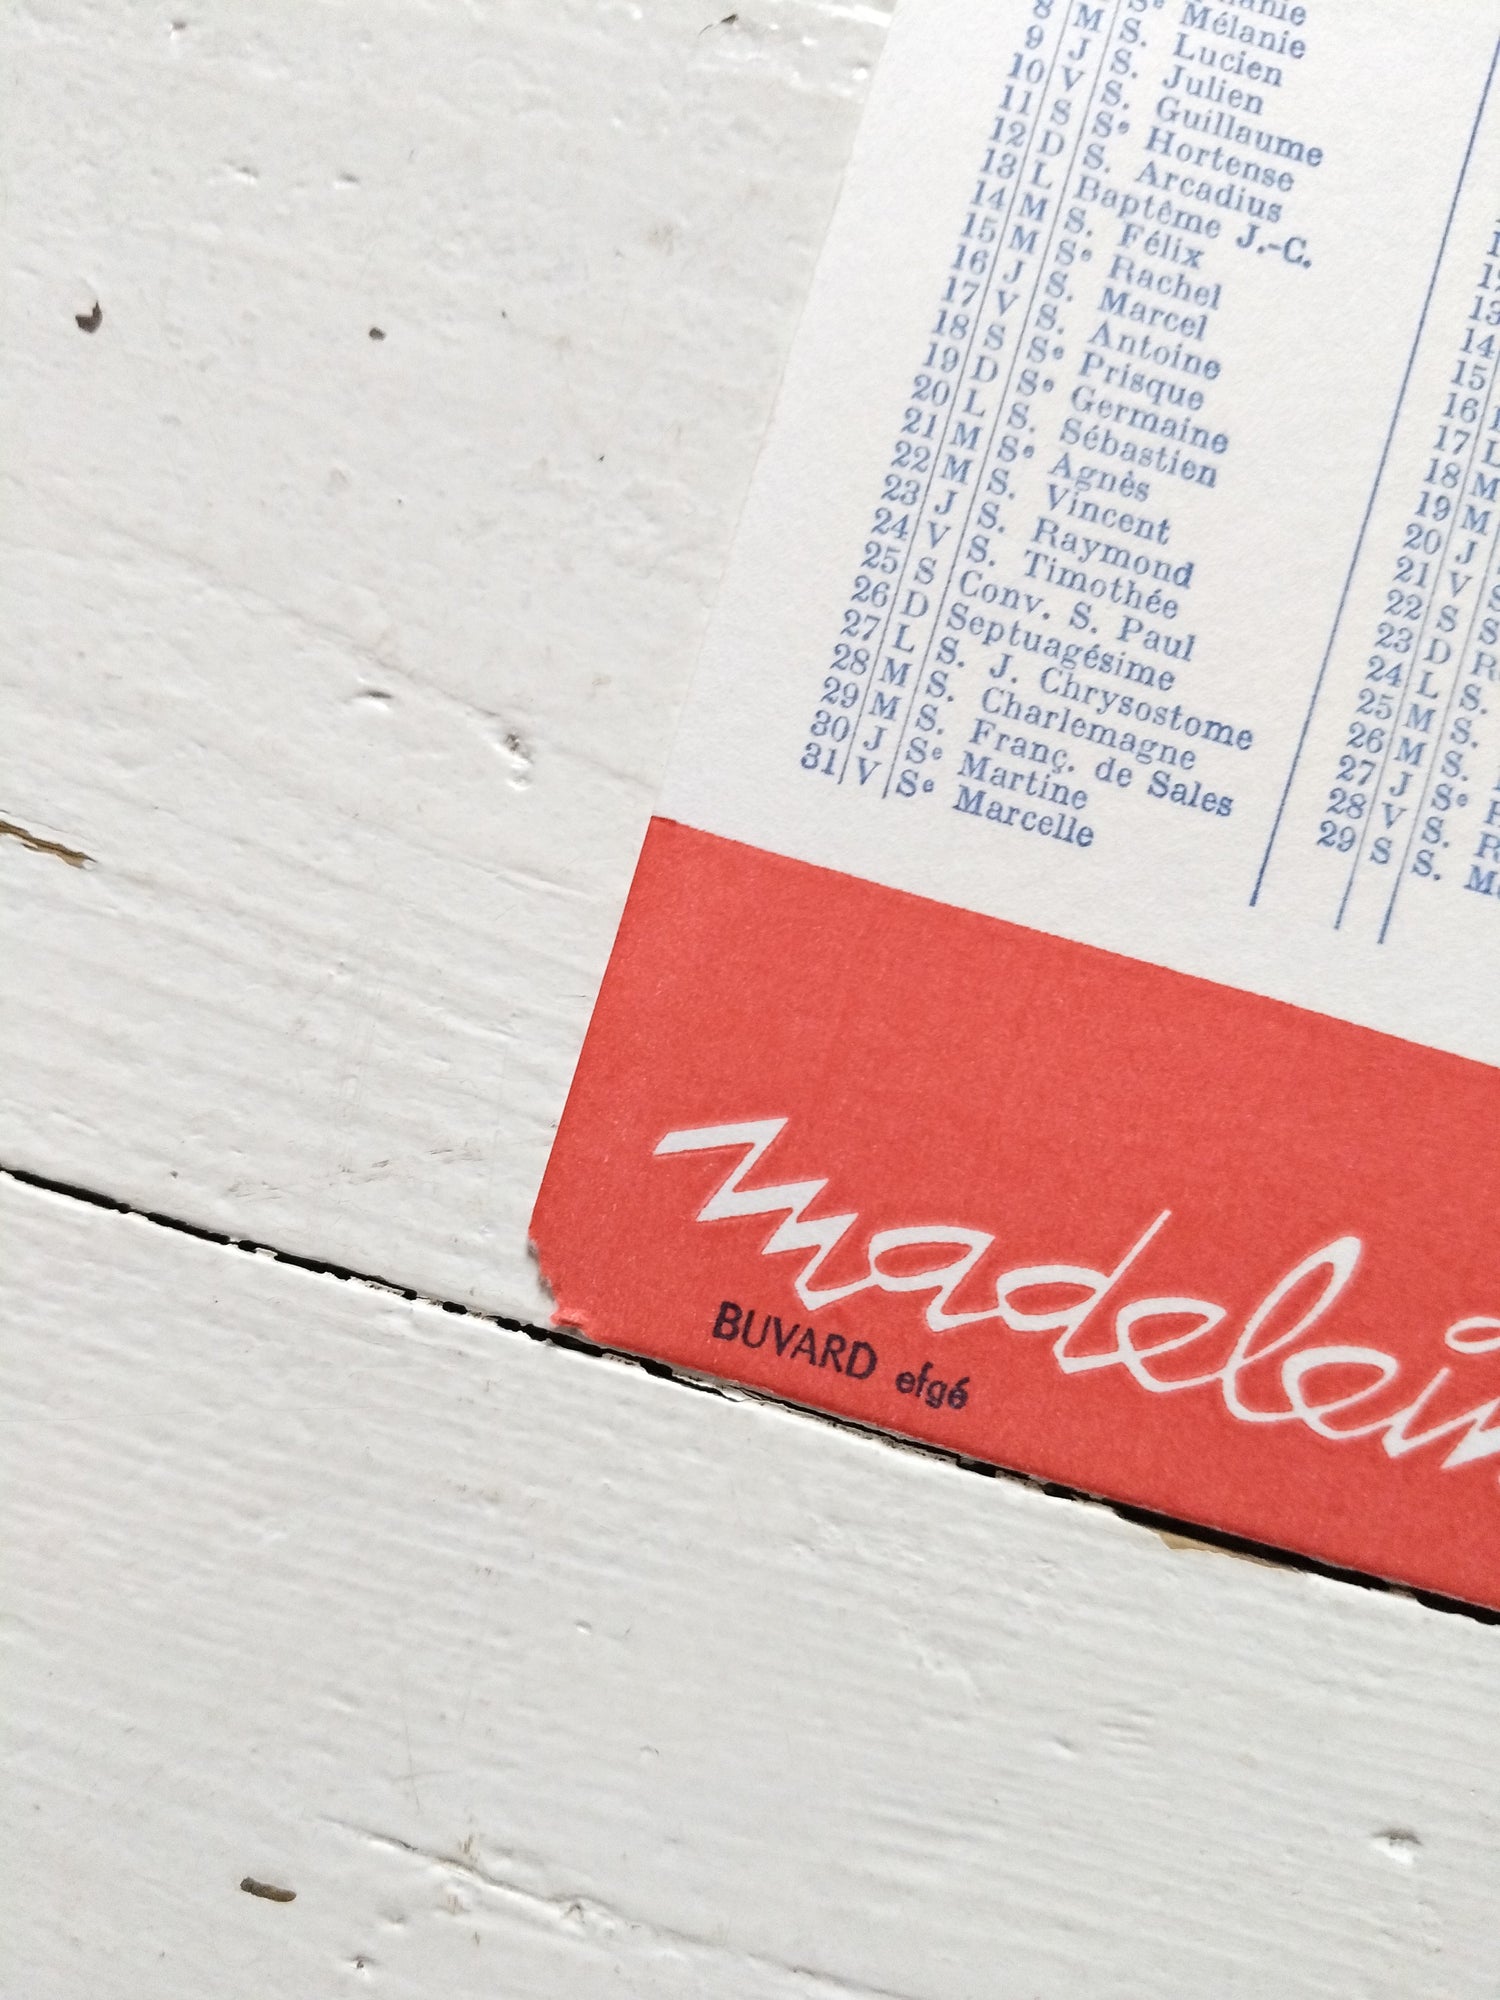 8 M Sᵉ Mélanie
9 J S. Lucien
10 V S. Julien
11 S S. Guillaume
12 D Sᵉ Hortense
13 L S. Arcadius
14 M Baptême J.-C.
15 M S. Félix
16 J Sᵉ Rachel
17 V S. Marcel
18 S S. Antoine
19 D Sᵉ Prisque
20 L Sᵉ Germaine
21 M S. Sébastien
22 M Sᵉ Agnès
23 J S. Vincent
24 V S. Raymond
25 S S. Timothée
26 D Conv. S. Paul
27 L Septuagésime
28 M S. J. Chrysostome
29 M S. Charlemagne
30 J S. Franç. de Sales
31 V Sᵉ Martine
Sᵉ Marcelle
13
14
15
16
17 L
18 M
19 M
20 J
21 V
22 S
23 D
24 L S.
25 M S.
26 M S.
27 J Sᵉ
28 V S.
29 S S.
madelein
BUVARD efgé